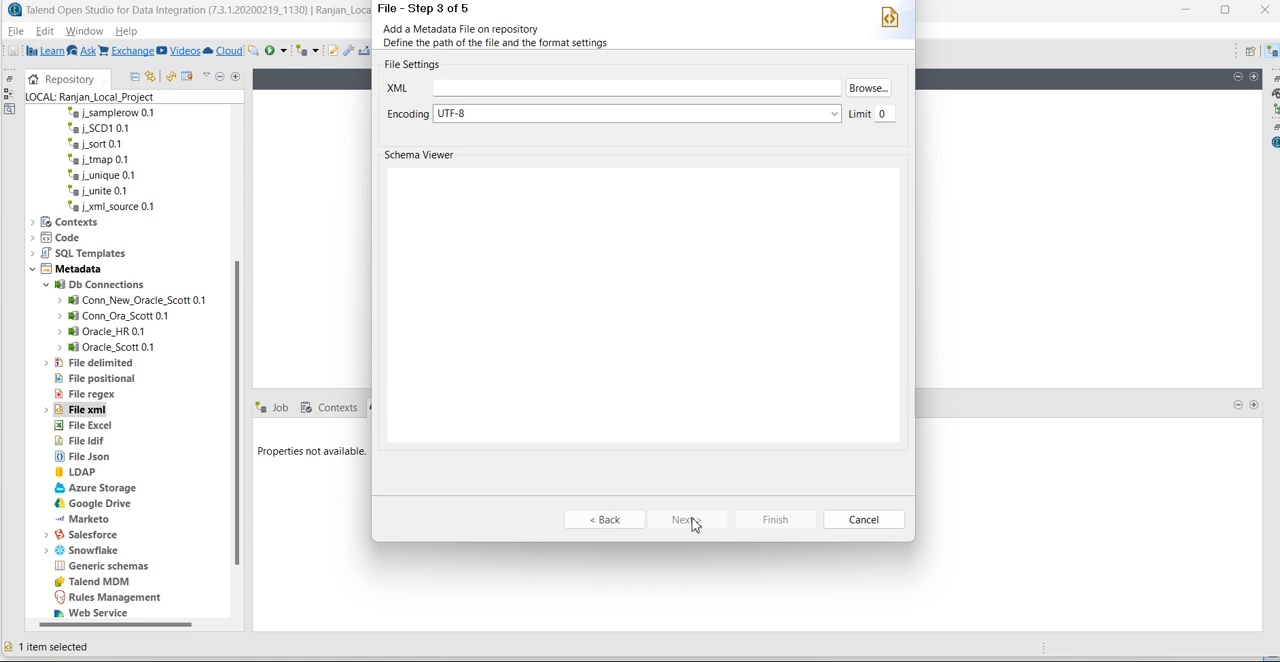 Talend Open Studio for Data Integration (7.3.1.20200219_1130) | Ranjan_Loca
File Edit Window Help
Learn Ask Exchange Videos Cloud
Repository
LOCAL: Ranjan_Local_Project
j_samplerow 0.1
j_SCD1 0.1
j_sort 0.1
j_tmap 0.1
j_unique 0.1
j_unite 0.1
j_xml_source 0.1
Contexts
Code
SQL Templates
Metadata
Db Connections
Conn_New_Oracle_Scott 0.1
Conn_Ora_Scott 0.1
Oracle_HR 0.1
Oracle_Scott 0.1
File delimited
File positional
File regex
File xml
File Excel
File ldif
File Json
LDAP
Azure Storage
Google Drive
Marketo
Salesforce
Snowflake
Generic schemas
Talend MDM
Rules Management
Web Service
1 item selected
Job Contexts
Properties not available.
File - Step 3 of 5
Add a Metadata File on repository
Define the path of the file and the format settings
File Settings
XML Browse...
Encoding UTF-8 Limit 0
Schema Viewer
< Back Next > Finish Cancel